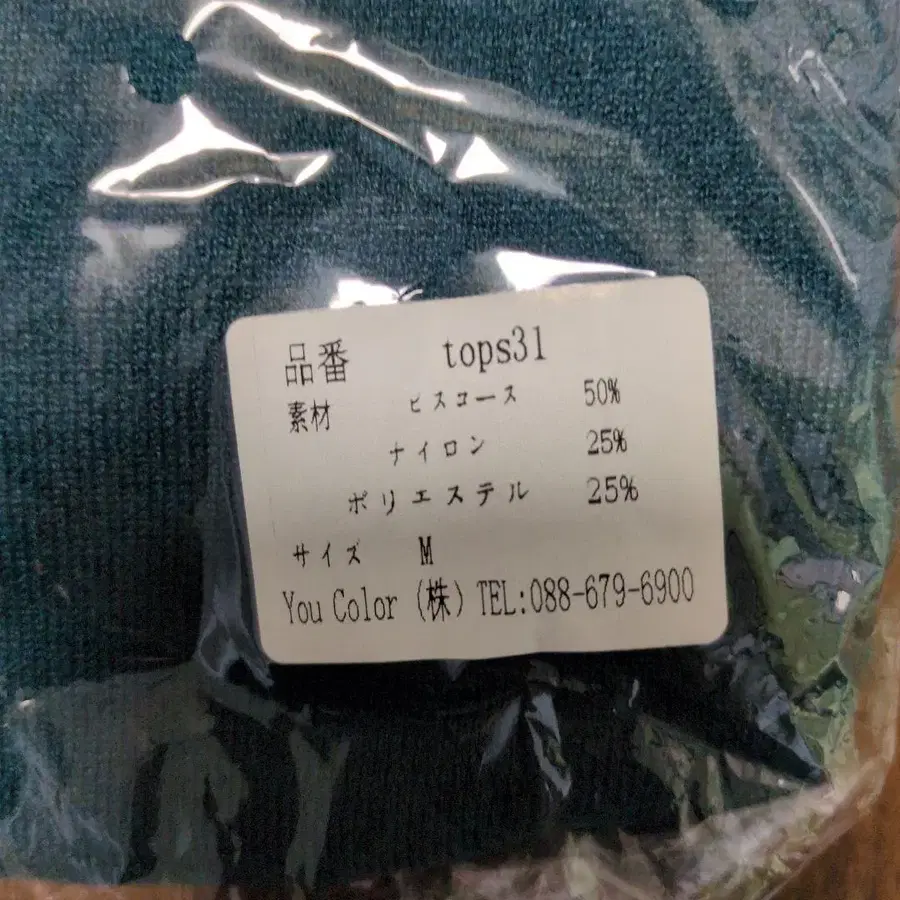 品番 tops31
素材 ビスコース 50%
ナイロン 25%
ポリエステル 25%
サイズ M
You Color (株) TEL:088-679-6900